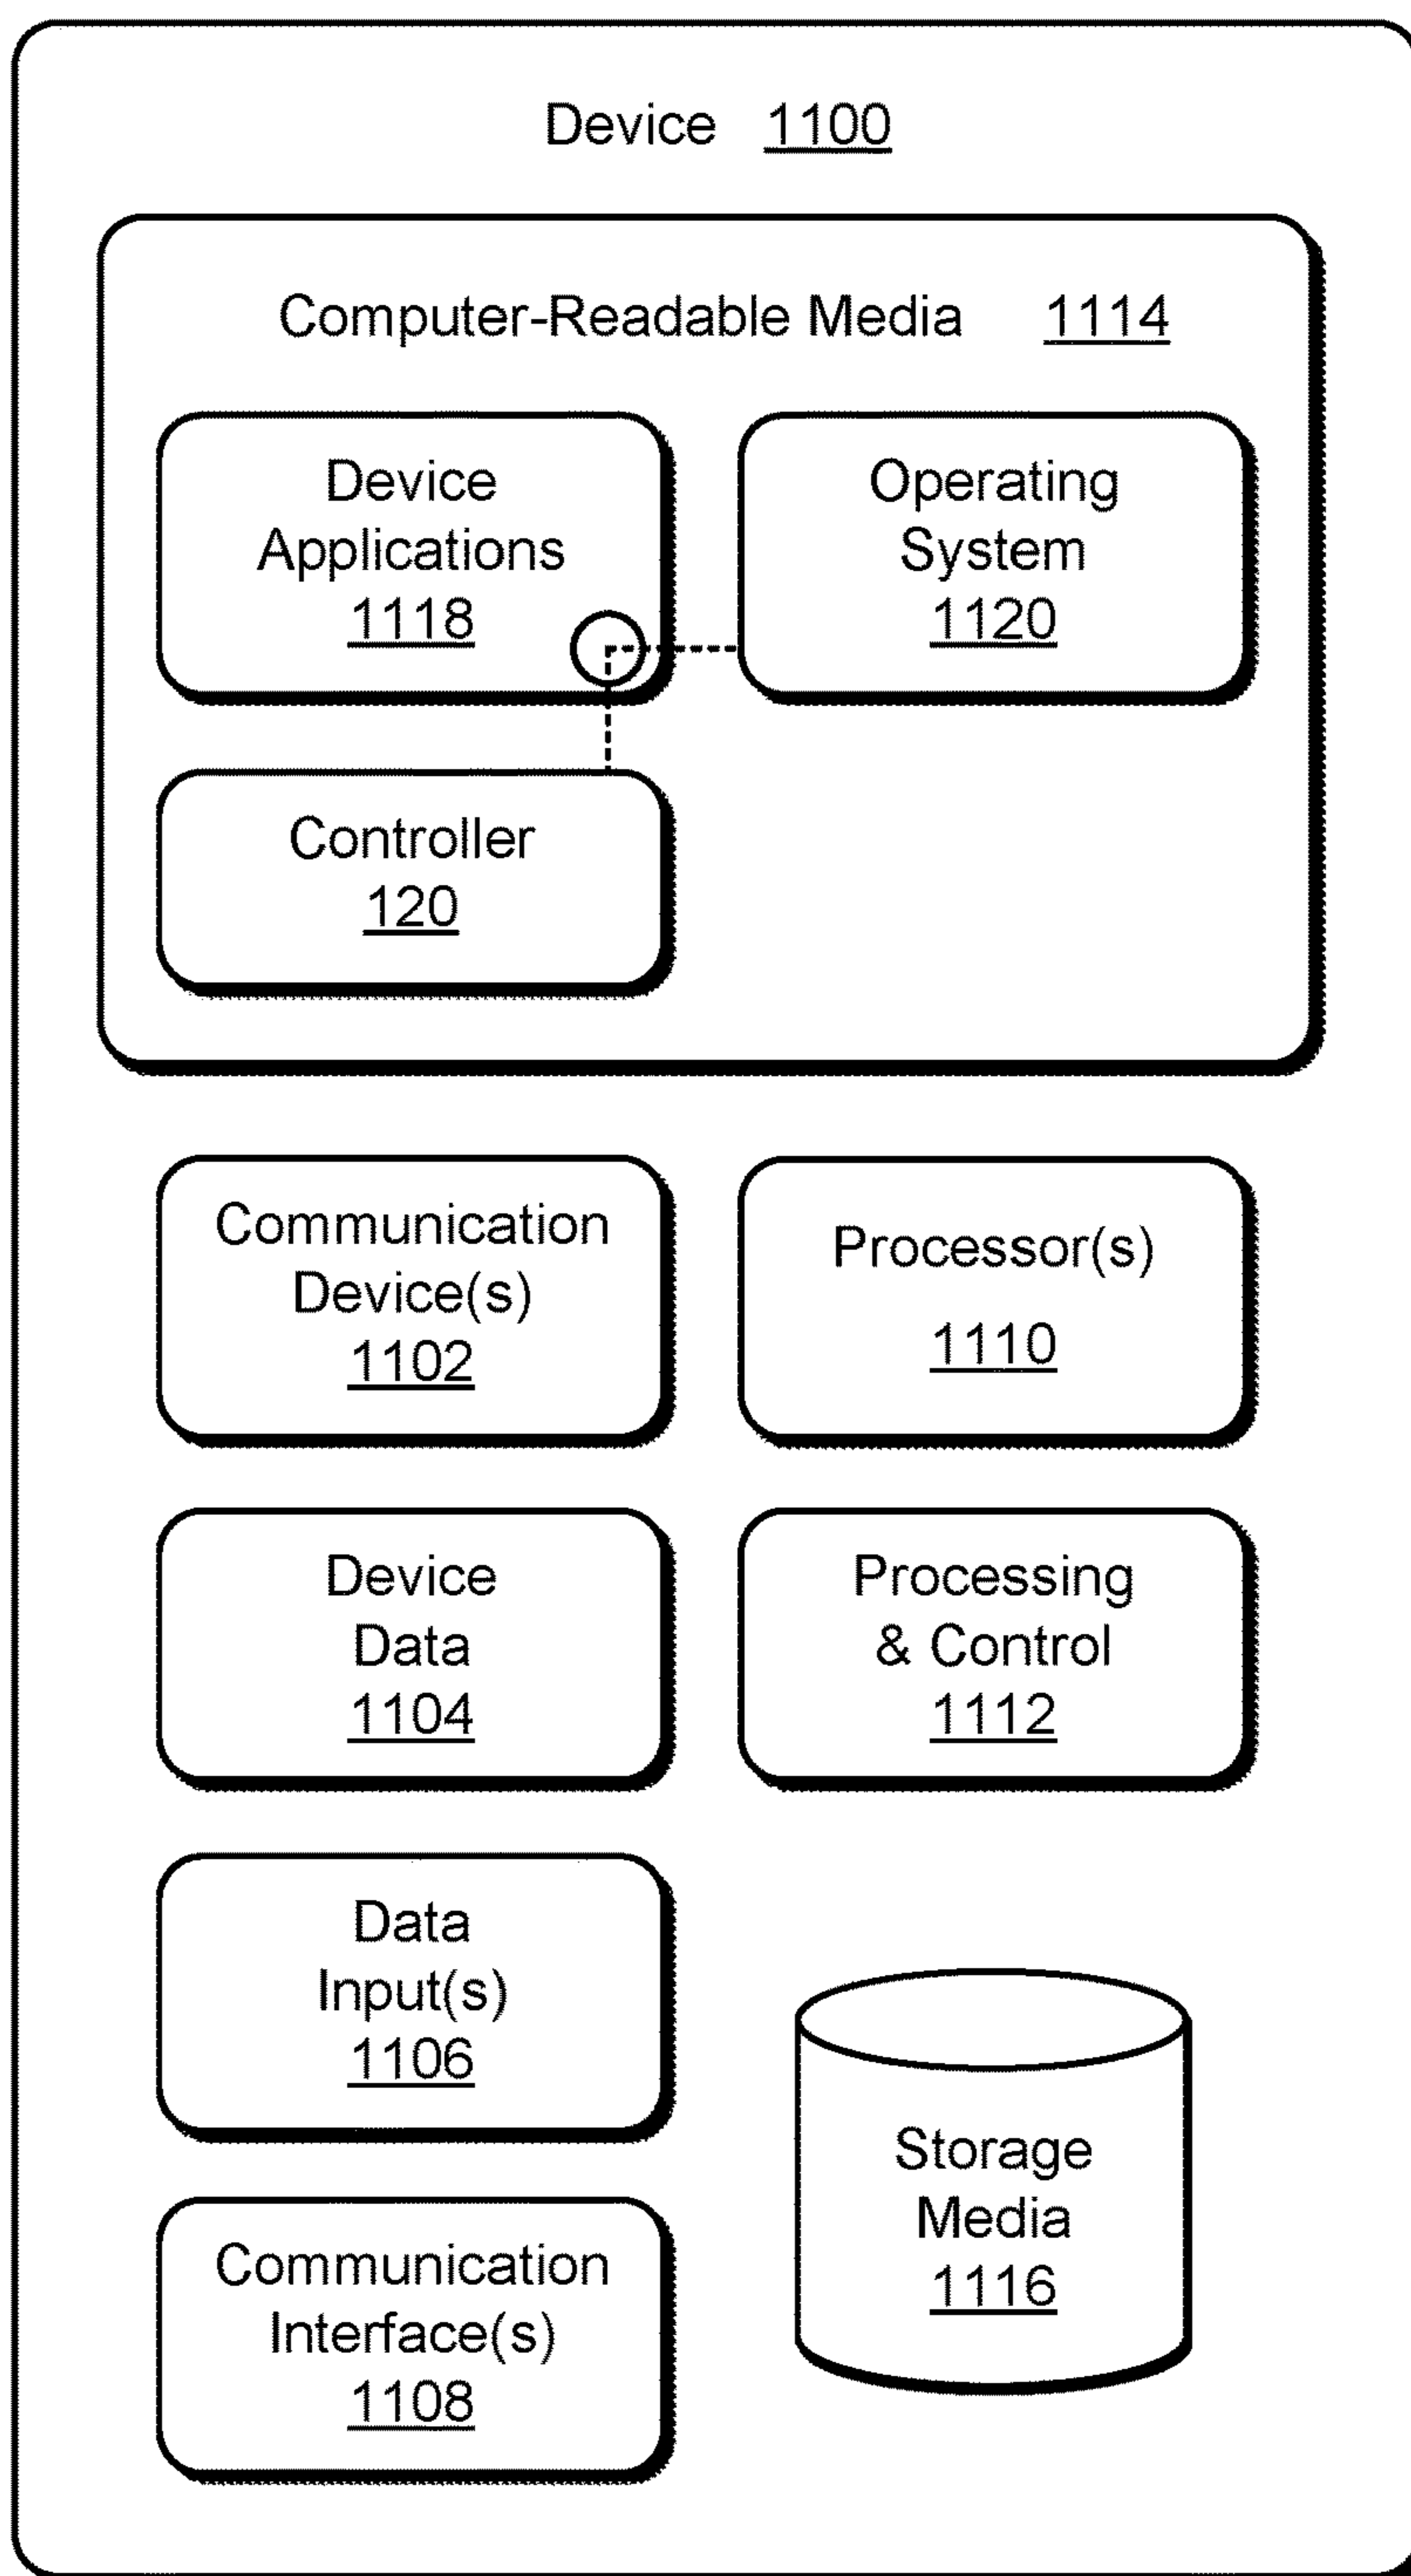 Device 1100
Computer-Readable Media 1114
Device
Applications
1118
Operating
System
1120
Controller
120
Communication
Device(s)
1102
Processor(s)
1110
Device
Data
1104
Processing
& Control
1112
Data
Input(s)
1106
Storage
Media
1116
Communication
Interface(s)
1108